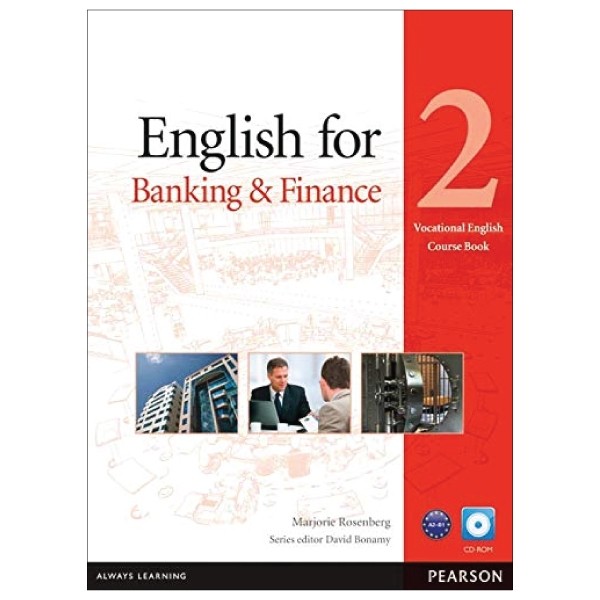 English for
Banking & Finance
2
Vocational English
Course Book
Marjorie Rosenberg
Series editor David Bonamy
A2-B1
CD-ROM
ALWAYS LEARNING
PEARSON